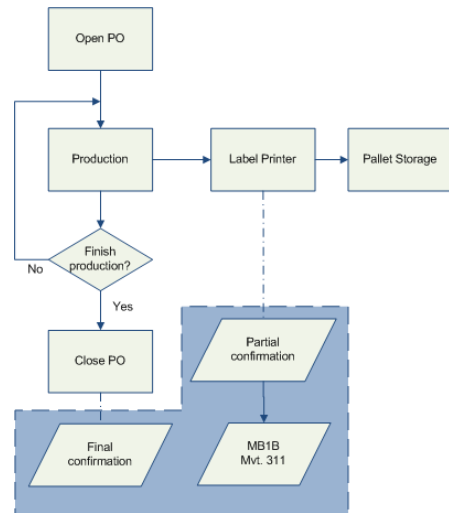 Open PO
Production
Label Printer
Pallet Storage
Finish
production?
No
Yes
Close PO
Partial
confirmation
Final
confirmation
MB1B
Mvt. 311